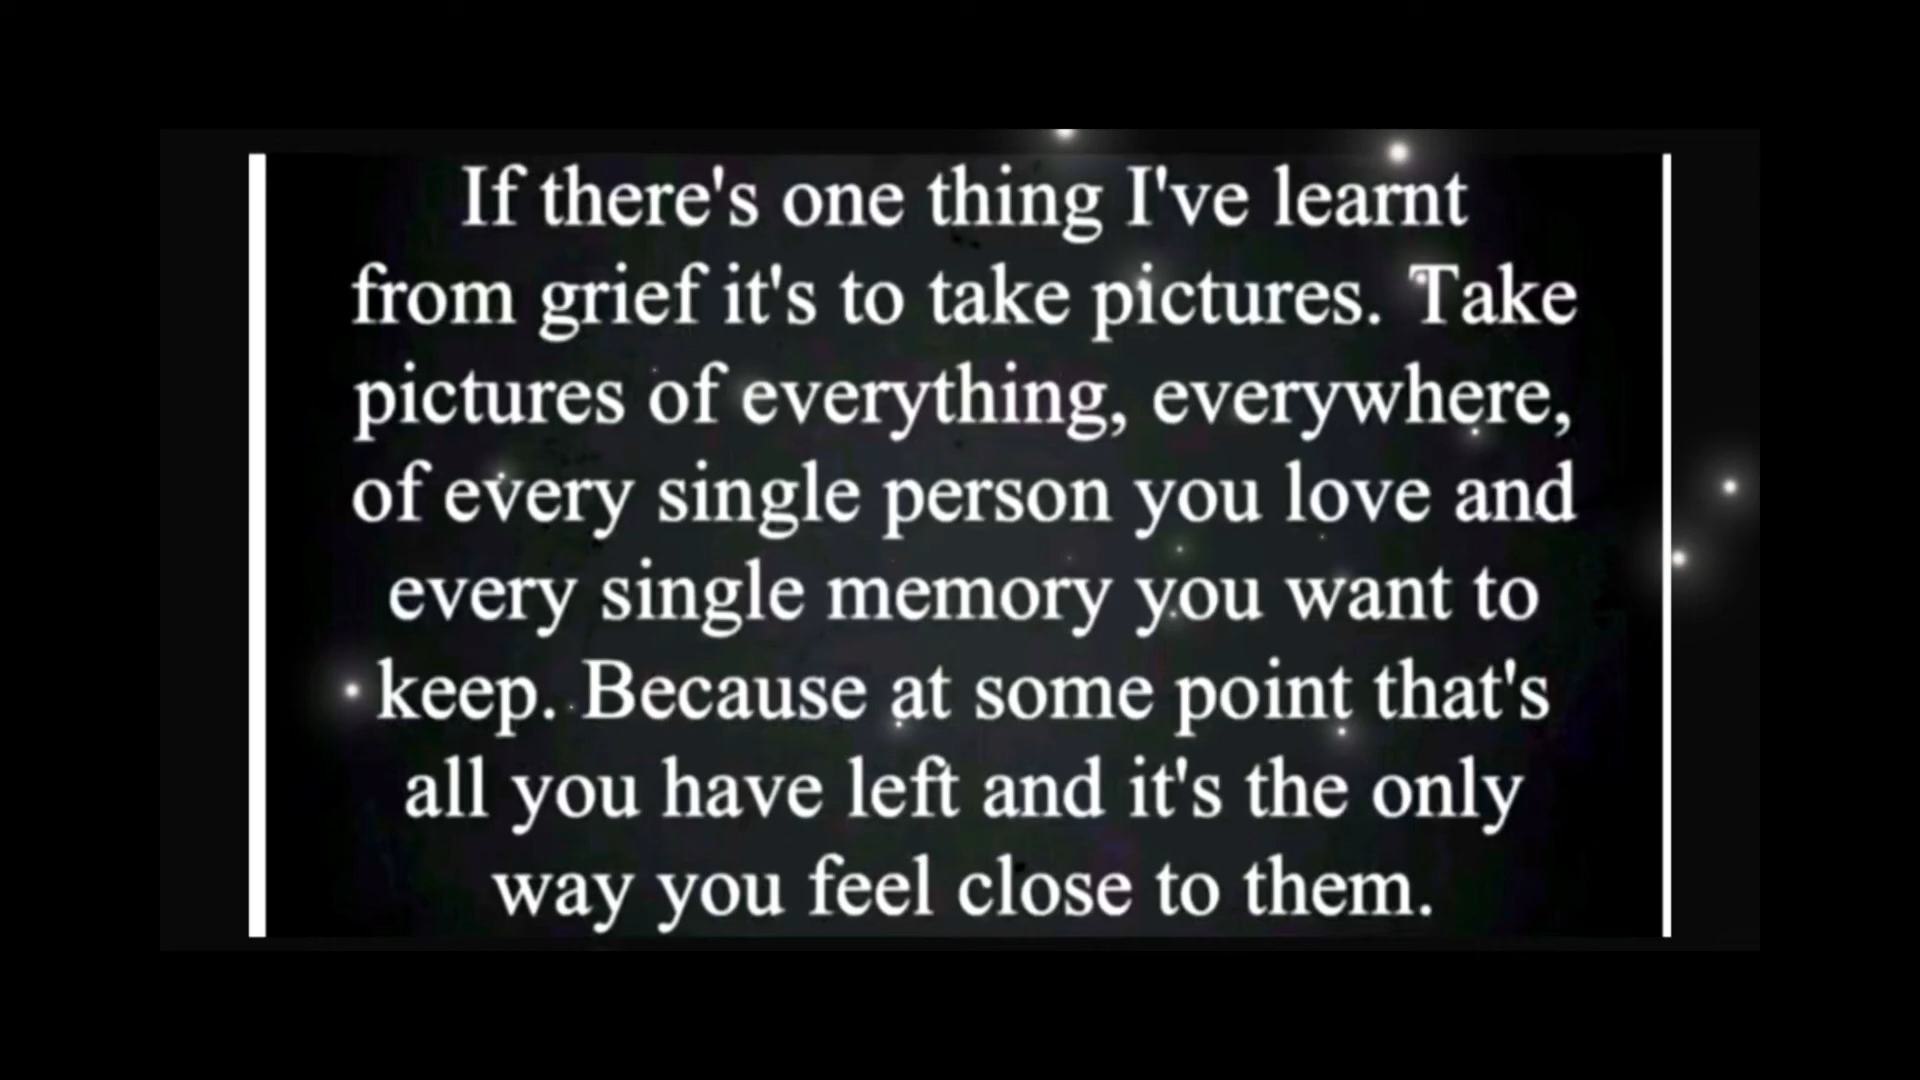 If there's one thing I've learnt
from grief it's to take pictures. Take
pictures of everything, everywhere,
of every single person you love and
every single memory you want to
keep. Because at some point that's
all you have left and it's the only
way you feel close to them.